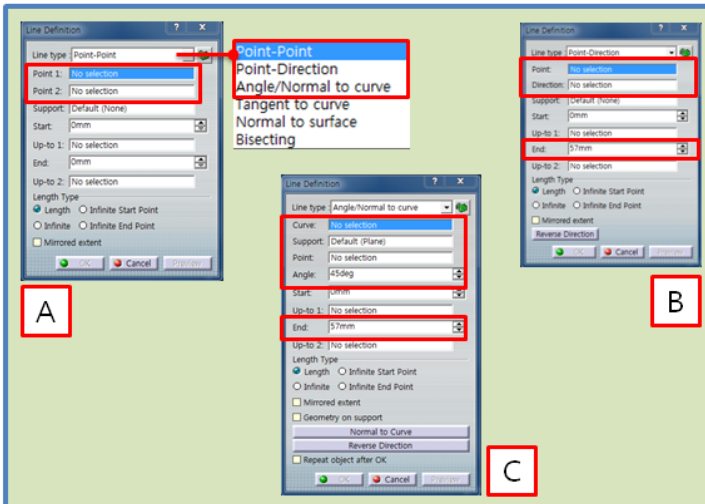 Line Definition
? X
Line type : Point-Point
Point 1: No selection
Point 2: No selection
Support: Default (None)
Start: 0mm
Up-to 1: No selection
End: 0mm
Up-to 2: No selection
Length Type
Length Infinite Start Point
Infinite Infinite End Point
Mirrored extent
OK Cancel Preview
A
Point-Point
Point-Direction
Angle/Normal to curve
Tangent to curve
Normal to surface
Bisecting
Line Definition
? X
Line type : Angle/Normal to curve
Curve: No selection
Support: Default (Plane)
Point: No selection
Angle: 45deg
Start: 0mm
Up-to 1: No selection
End: 57mm
Up-to 2: No selection
Length Type
Length Infinite Start Point
Infinite Infinite End Point
Mirrored extent
Geometry on support
Normal to Curve
Reverse Direction
Repeat object after OK
OK Cancel Preview
C
Line Definition
? X
Line type : Point-Direction
Point: No selection
Direction: No selection
Support: Default (None)
Start: 0mm
Up-to 1: No selection
End: 57mm
Up-to 2: No selection
Length Type
Length Infinite Start Point
Infinite Infinite End Point
Mirrored extent
Reverse Direction
OK Cancel Preview
B